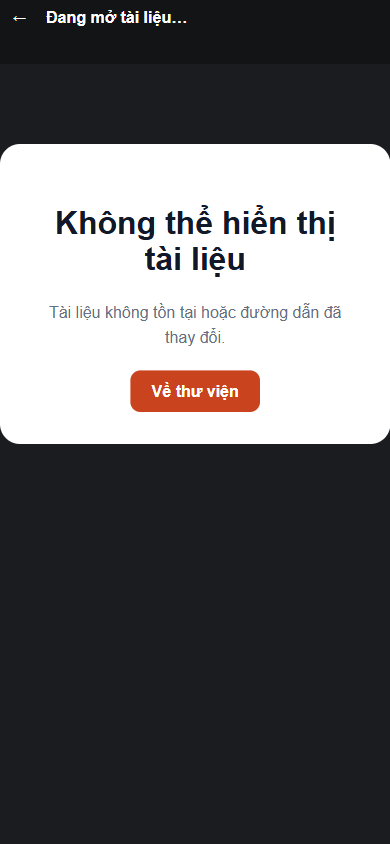 ← Đang mở tài liệu…
Không thể hiển thị
tài liệu
Tài liệu không tồn tại hoặc đường dẫn đã
thay đổi.
Về thư viện